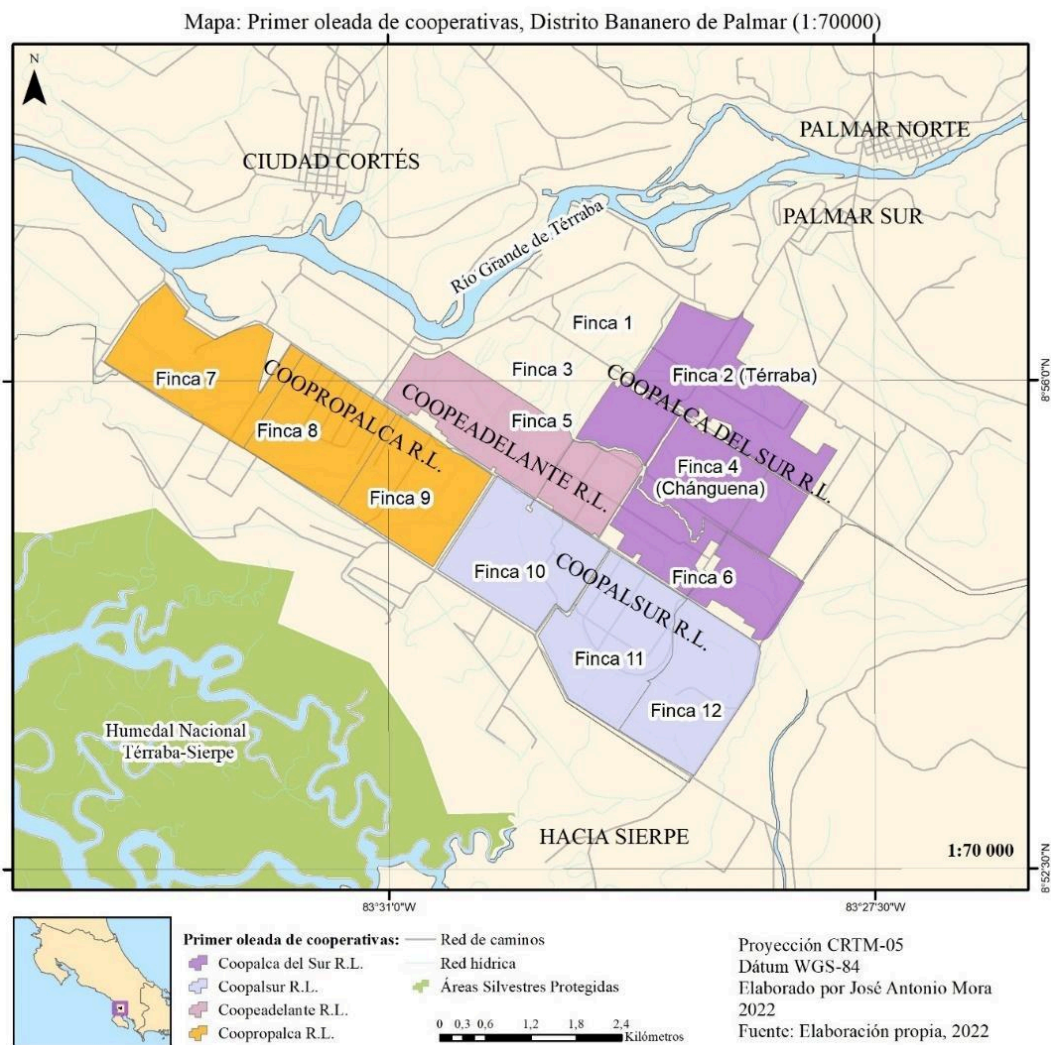 Mapa: Primer oleada de cooperativas, Distrito Bananero de Palmar (1:70000)
N
PALMAR NORTE
CIUDAD CORTÉS
PALMAR SUR
Río Grande de Térraba
Finca 1
Finca 3
Finca 2 (Térraba)
Finca 7
Finca 5
Finca 8
Finca 4
(Chánguena)
Finca 9
COOPROPALCA R.L.
COOPEADELANTE R.L.
COOPALCA DEL SUR R.L.
Finca 10
Finca 6
COOPALSUR R.L.
Finca 11
Finca 12
Humedal Nacional
Térraba-Sierpe
HACIA SIERPE
1:70 000
8°56'0"N
8°52'30"N
83°31'0"W
83°27'30"W
Primer oleada de cooperativas:
Coopalca del Sur R.L.
Coopalsur R.L.
Coopeadelante R.L.
Coopropalca R.L.
Red de caminos
Red hídrica
Áreas Silvestres Protegidas
0 0,3 0,6 1,2 1,8 2,4
Kilómetros
Proyección CRTM-05
Dátum WGS-84
Elaborado por José Antonio Mora
2022
Fuente: Elaboración propia, 2022